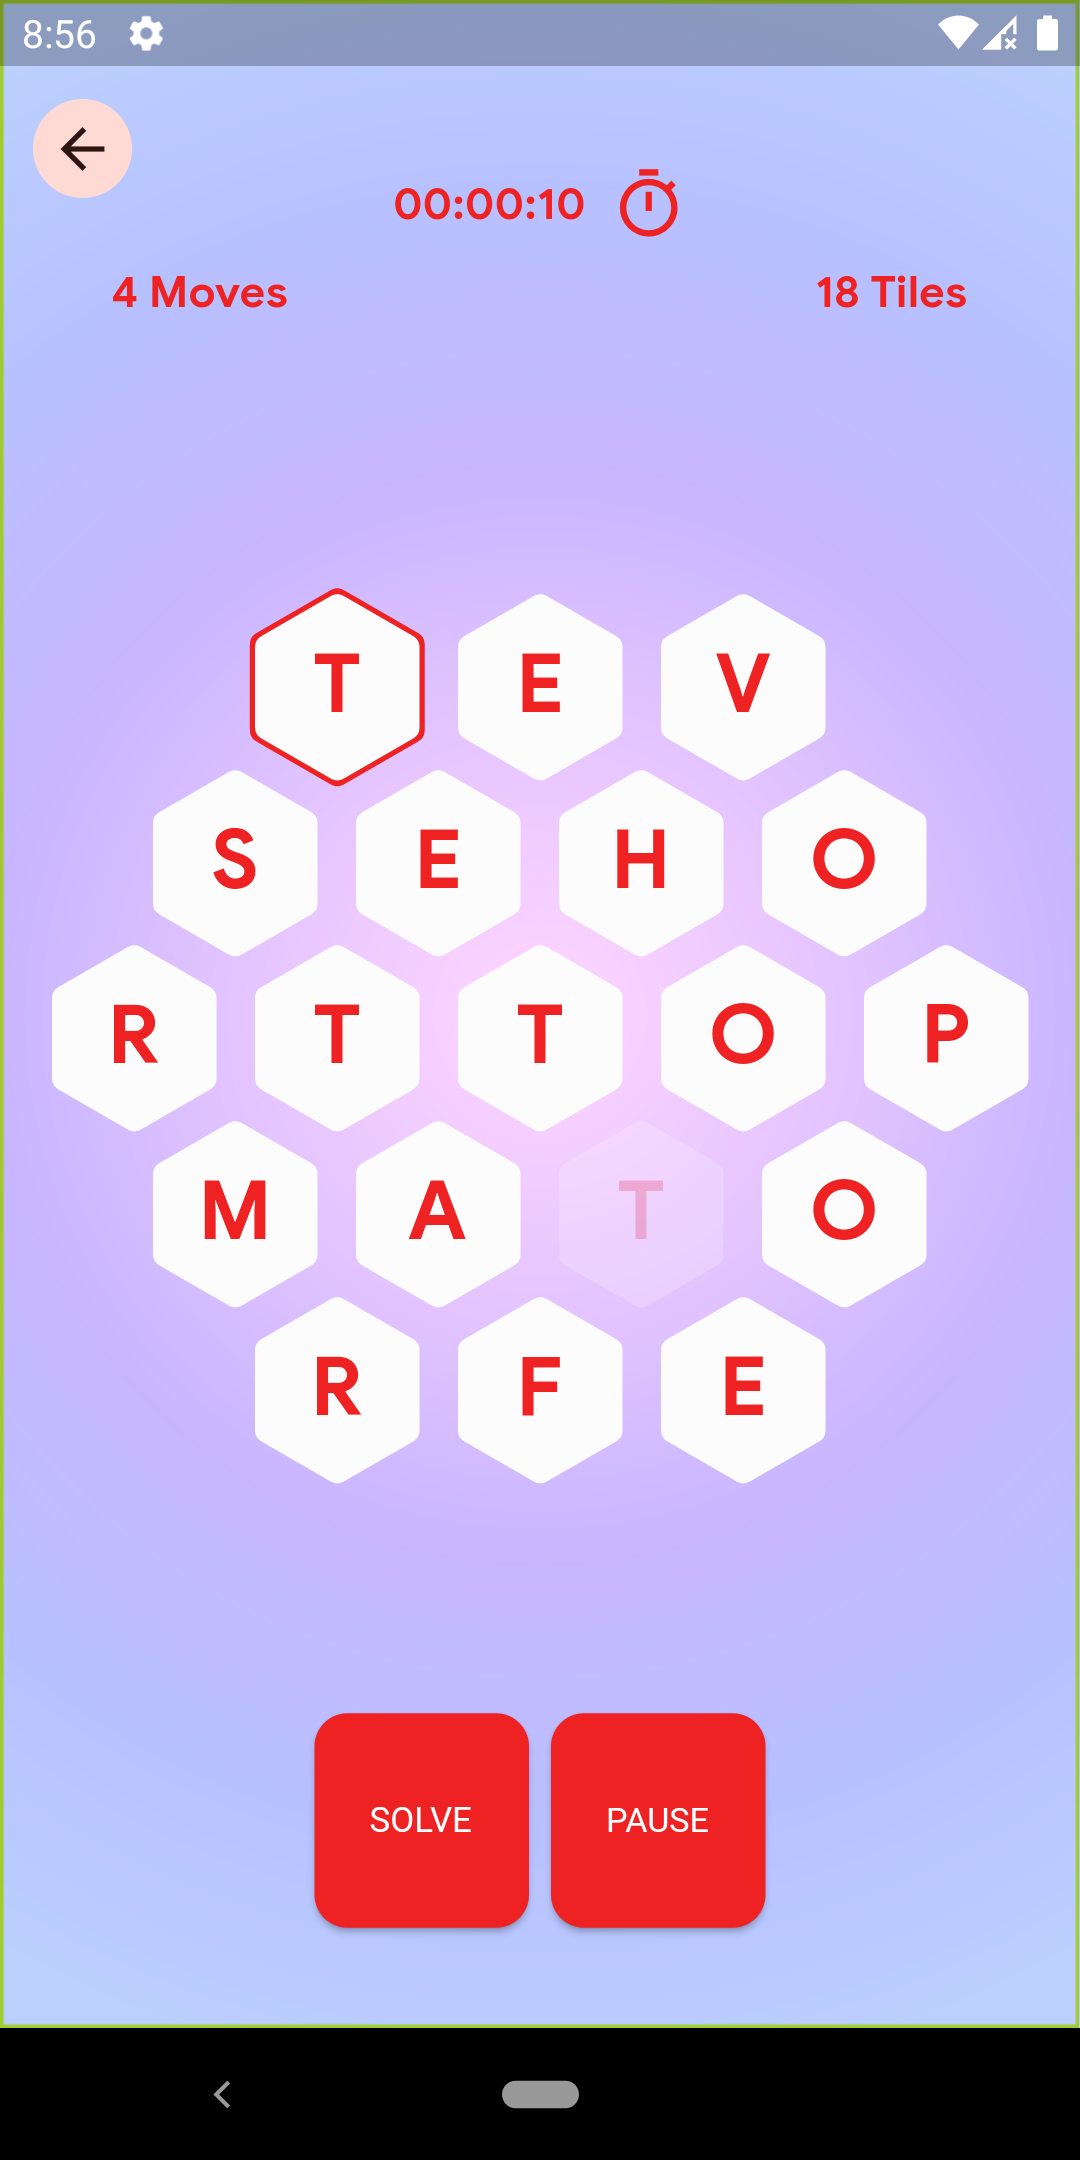 8:56
00:00:10
4 Moves 18 Tiles
T E V
S E H O
R T T O P
M A T O
R F E
SOLVE PAUSE